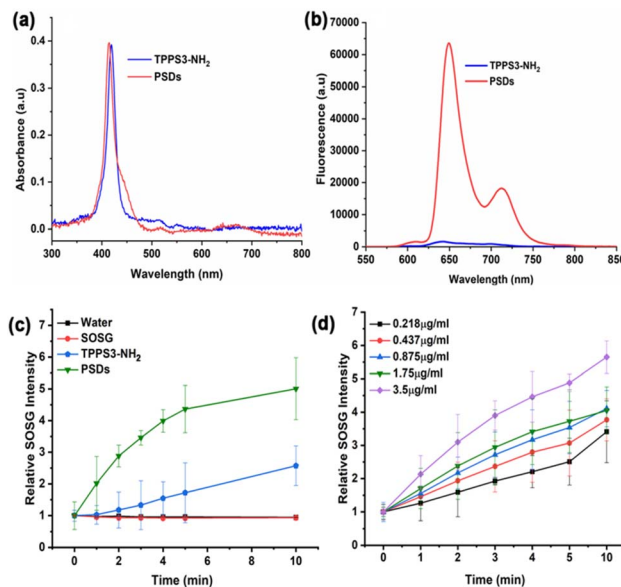 (a)
0.4
0.3
0.2
0.1
0.0
Absorbance (a.u)
TPPS3-NH₂
PSDs
300 400 500 600 700 800
Wavelength (nm)
(b)
70000
60000
50000
40000
30000
20000
10000
0
Fluorescence (a.u)
TPPS3-NH₂
PSDs
550 600 650 700 750 800 850
Wavelength (nm)
(c)
7
6
5
4
3
2
1
0
Relative SOSG Intensity
Water
SOSG
TPPS3-NH₂
PSDs
0 2 4 6 8 10
Time (min)
(d)
7
6
5
4
3
2
1
0
Relative SOSG Intensity
0.218µg/ml
0.437µg/ml
0.875µg/ml
1.75µg/ml
3.5µg/ml
0 1 2 3 4 5 10
Time (min)